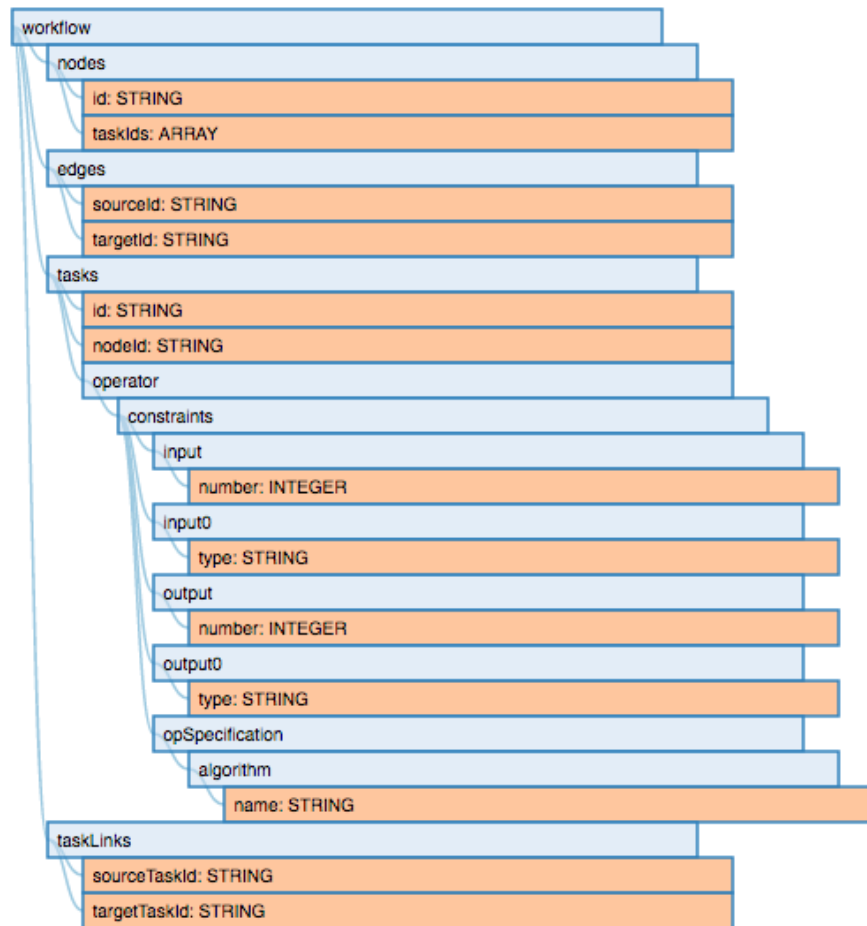 workflow
nodes
id: STRING
taskIds: ARRAY
edges
sourceId: STRING
targetId: STRING
tasks
id: STRING
nodeId: STRING
operator
constraints
input
number: INTEGER
input0
type: STRING
output
number: INTEGER
output0
type: STRING
opSpecification
algorithm
name: STRING
taskLinks
sourceTaskId: STRING
targetTaskId: STRING